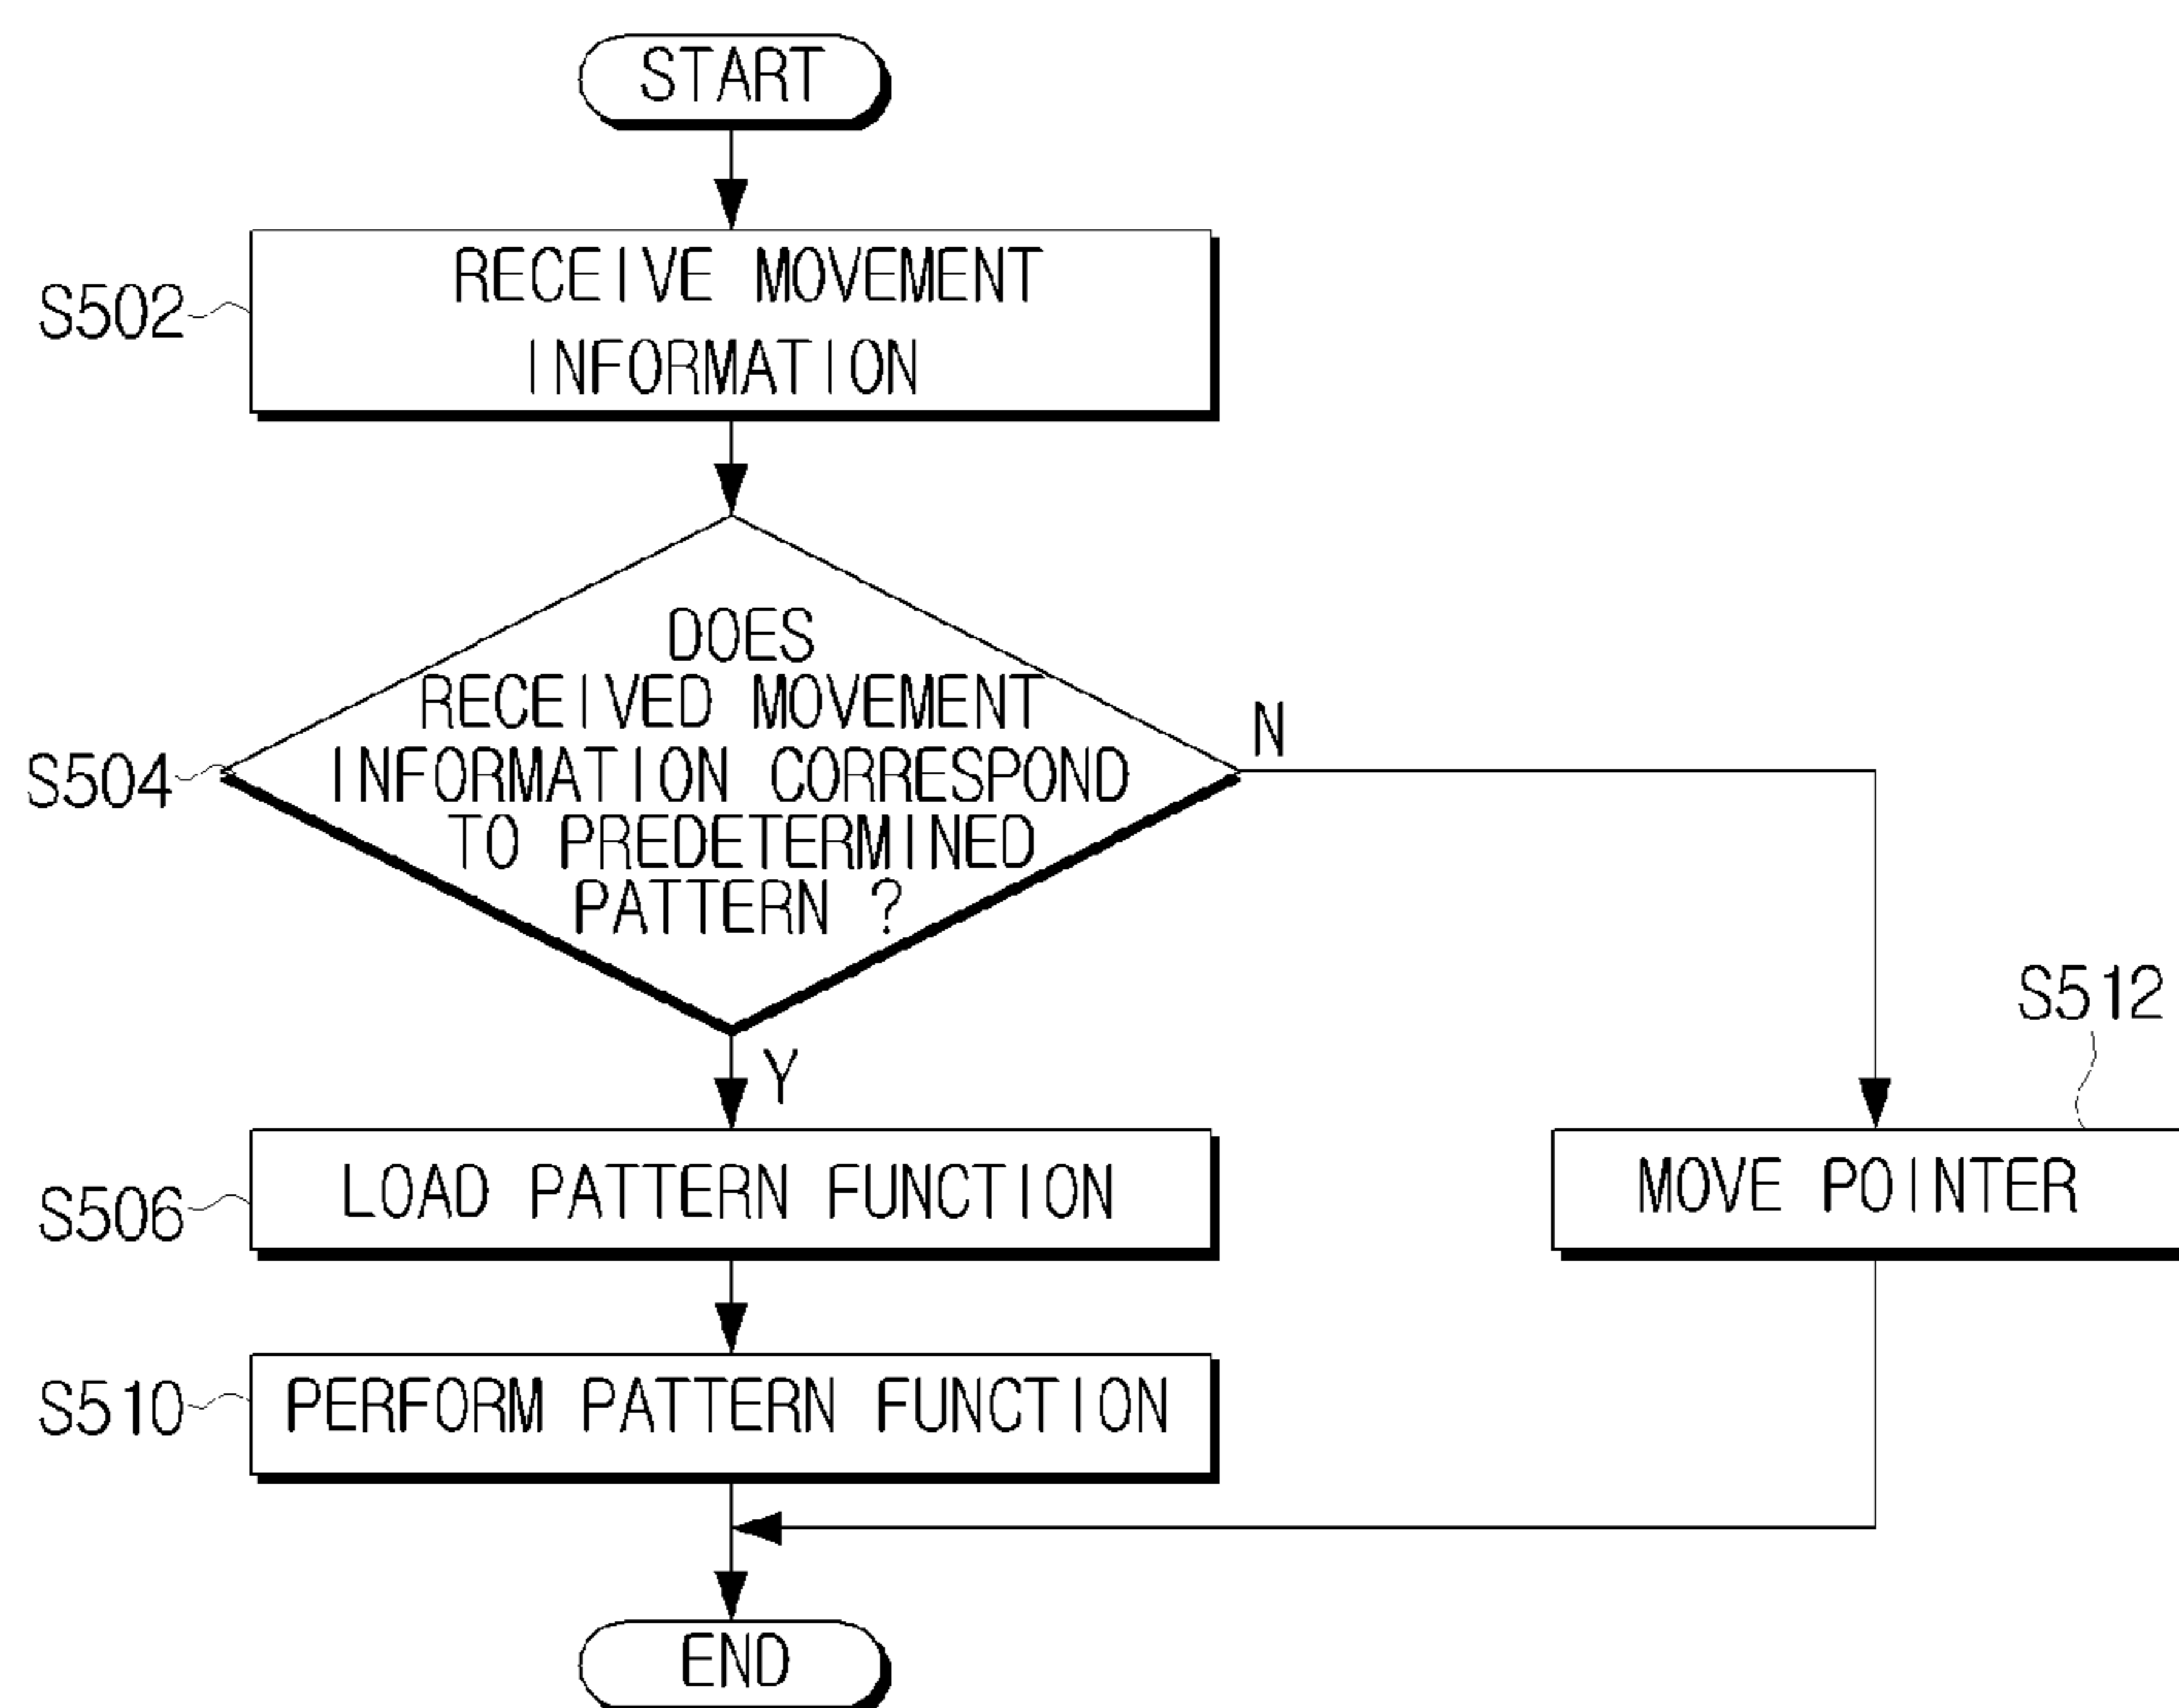 START
S502
RECEIVE MOVEMENT
INFORMATION
S504
DOES
RECEIVED MOVEMENT
INFORMATION CORRESPOND
TO PREDETERMINED
PATTERN ?
N
Y
S506
LOAD PATTERN FUNCTION
S512
MOVE POINTER
S510
PERFORM PATTERN FUNCTION
END